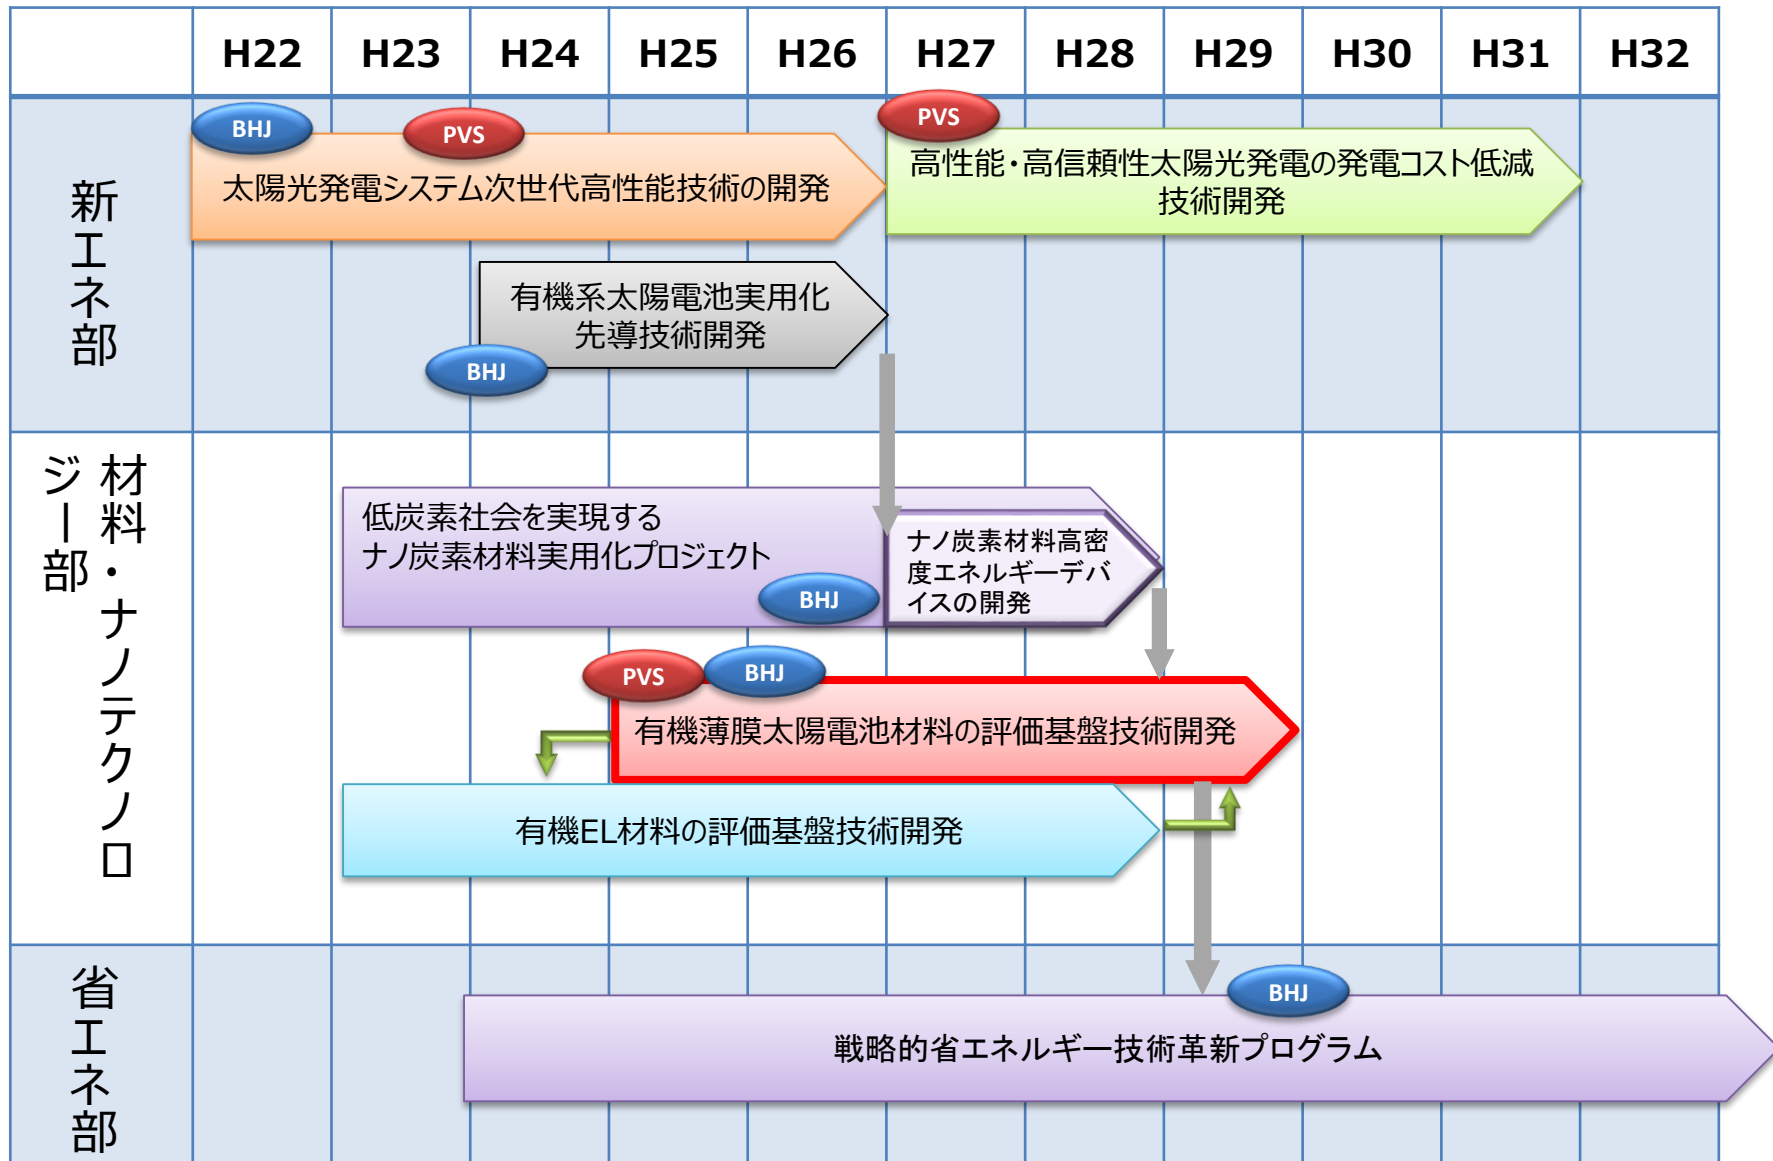 H22 H23 H24 H25 H26 H27 H28 H29 H30 H31 H32
新エネ部
BHJ
PVS
太陽光発電システム次世代高性能技術の開発
PVS
高性能・高信頼性太陽光発電の発電コスト低減
技術開発
有機系太陽電池実用化
先導技術開発
BHJ
材料・ナノテクノロ
ジー部
低炭素社会を実現する
ナノ炭素材料実用化プロジェクト
BHJ
ナノ炭素材料高密
度エネルギーデバ
イスの開発
PVS
BHJ
有機薄膜太陽電池材料の評価基盤技術開発
有機EL材料の評価基盤技術開発
省エネ部
BHJ
戦略的省エネルギー技術革新プログラム